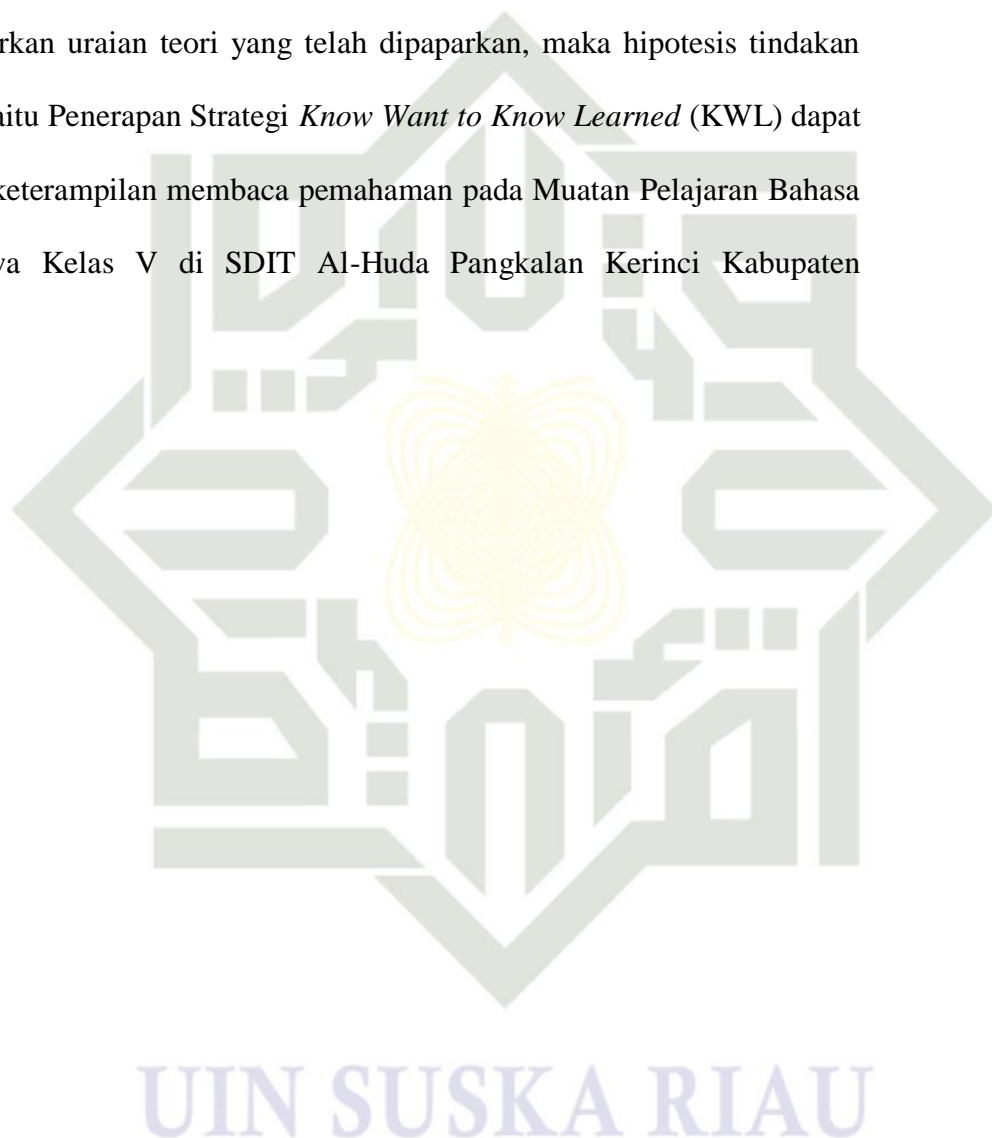 rkan uraian teori yang telah dipaparkan, maka hipotesis tindakan
aitu Penerapan Strategi Know Want to Know Learned (KWL) dapat
keterampilan membaca pemahaman pada Muatan Pelajaran Bahasa
va Kelas V di SDIT Al-Huda Pangkalan Kerinci Kabupaten
UIN SUSKA RIAU